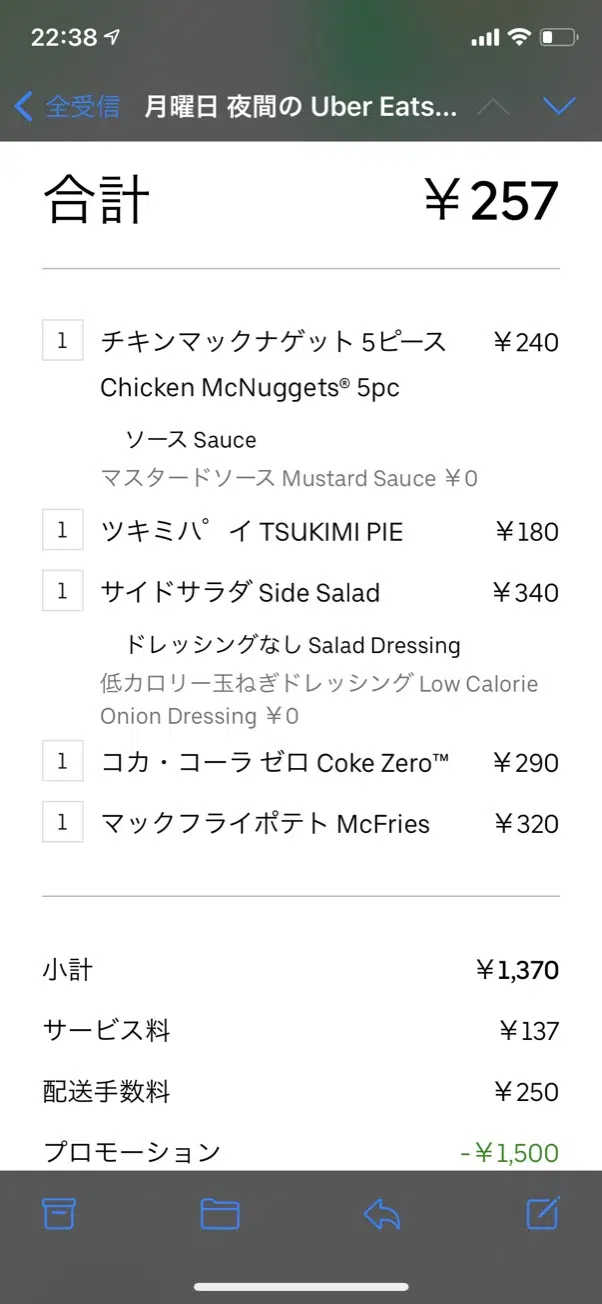 22:38
全受信 月曜日 夜間の Uber Eats...
合計 ￥257
1 チキンマックナゲット 5ピース ￥240
Chicken McNuggets® 5pc
ソース Sauce
マスタードソース Mustard Sauce ￥0
1 ツキミパイ TSUKIMI PIE ￥180
1 サイドサラダ Side Salad ￥340
ドレッシングなし Salad Dressing
低カロリー玉ねぎドレッシング Low Calorie
Onion Dressing ￥0
1 コカ・コーラ ゼロ Coke Zero™ ￥290
1 マックフライポテト McFries ￥320
小計 ￥1,370
サービス料 ￥137
配送手数料 ￥250
プロモーション -￥1,500